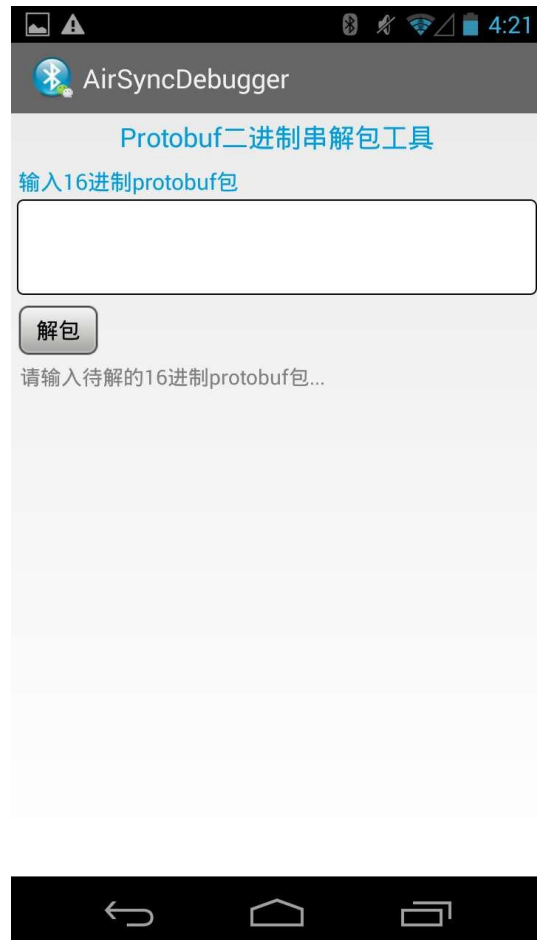 4:21
AirSyncDebugger
Protobuf二进制串解包工具
输入16进制protobuf包
解包
请输入待解的16进制protobuf包...